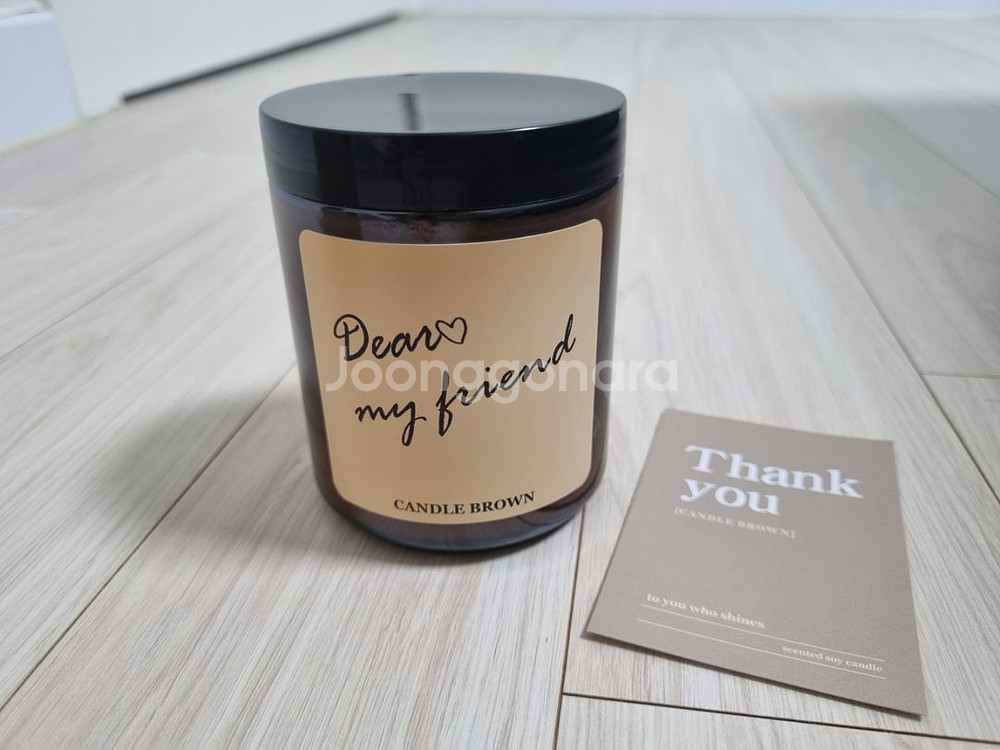 Dear♡
my friend
CANDLE BROWN
Joonggonara
Thank
you
[CANDLE BROWN]
to you who shines
scented soy candle